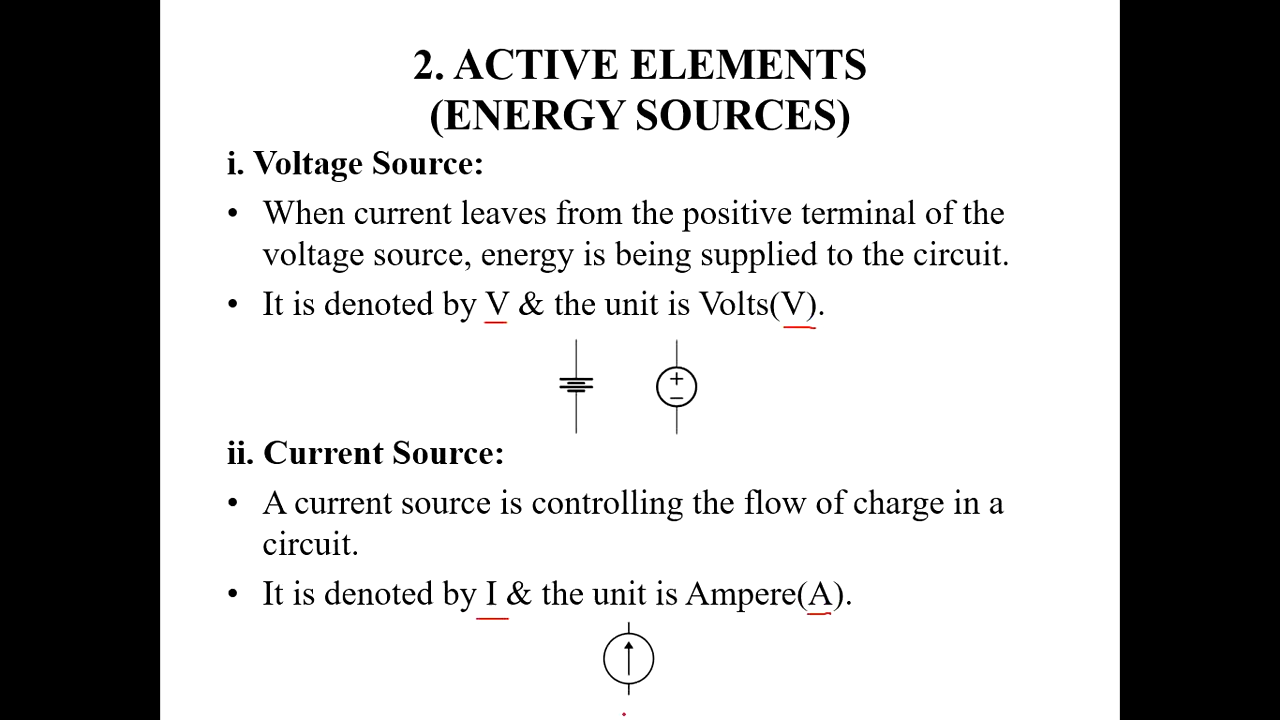 2. ACTIVE ELEMENTS
(ENERGY SOURCES)
i. Voltage Source:
• When current leaves from the positive terminal of the
voltage source, energy is being supplied to the circuit.
• It is denoted by V & the unit is Volts(V).
+
−
ii. Current Source:
• A current source is controlling the flow of charge in a
circuit.
• It is denoted by I & the unit is Ampere(A).